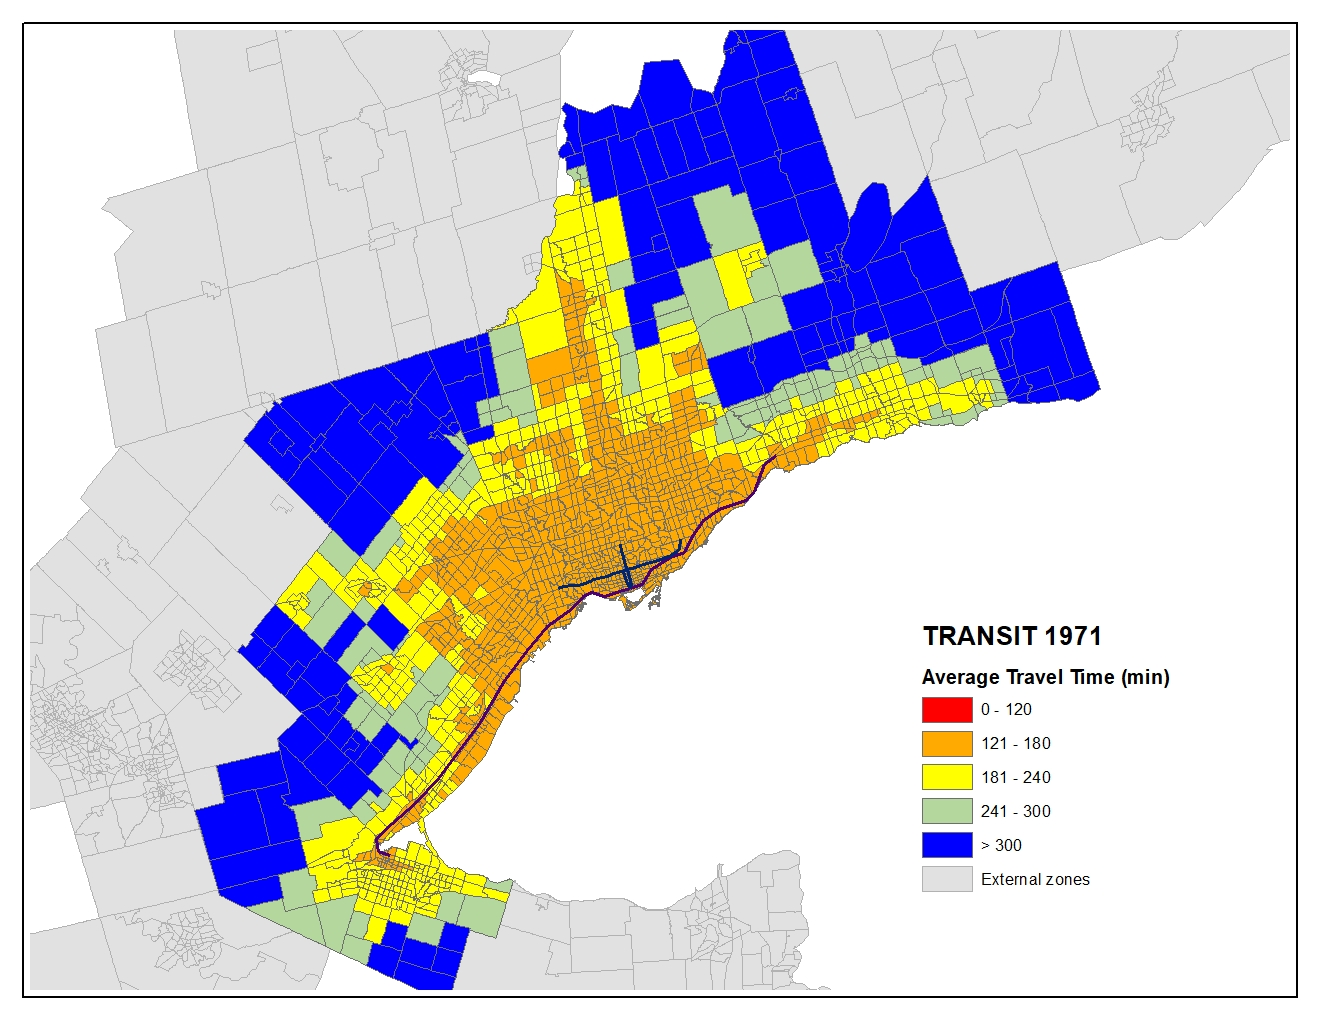 TRANSIT 1971
Average Travel Time (min)
0 - 120
121 - 180
181 - 240
241 - 300
> 300
External zones